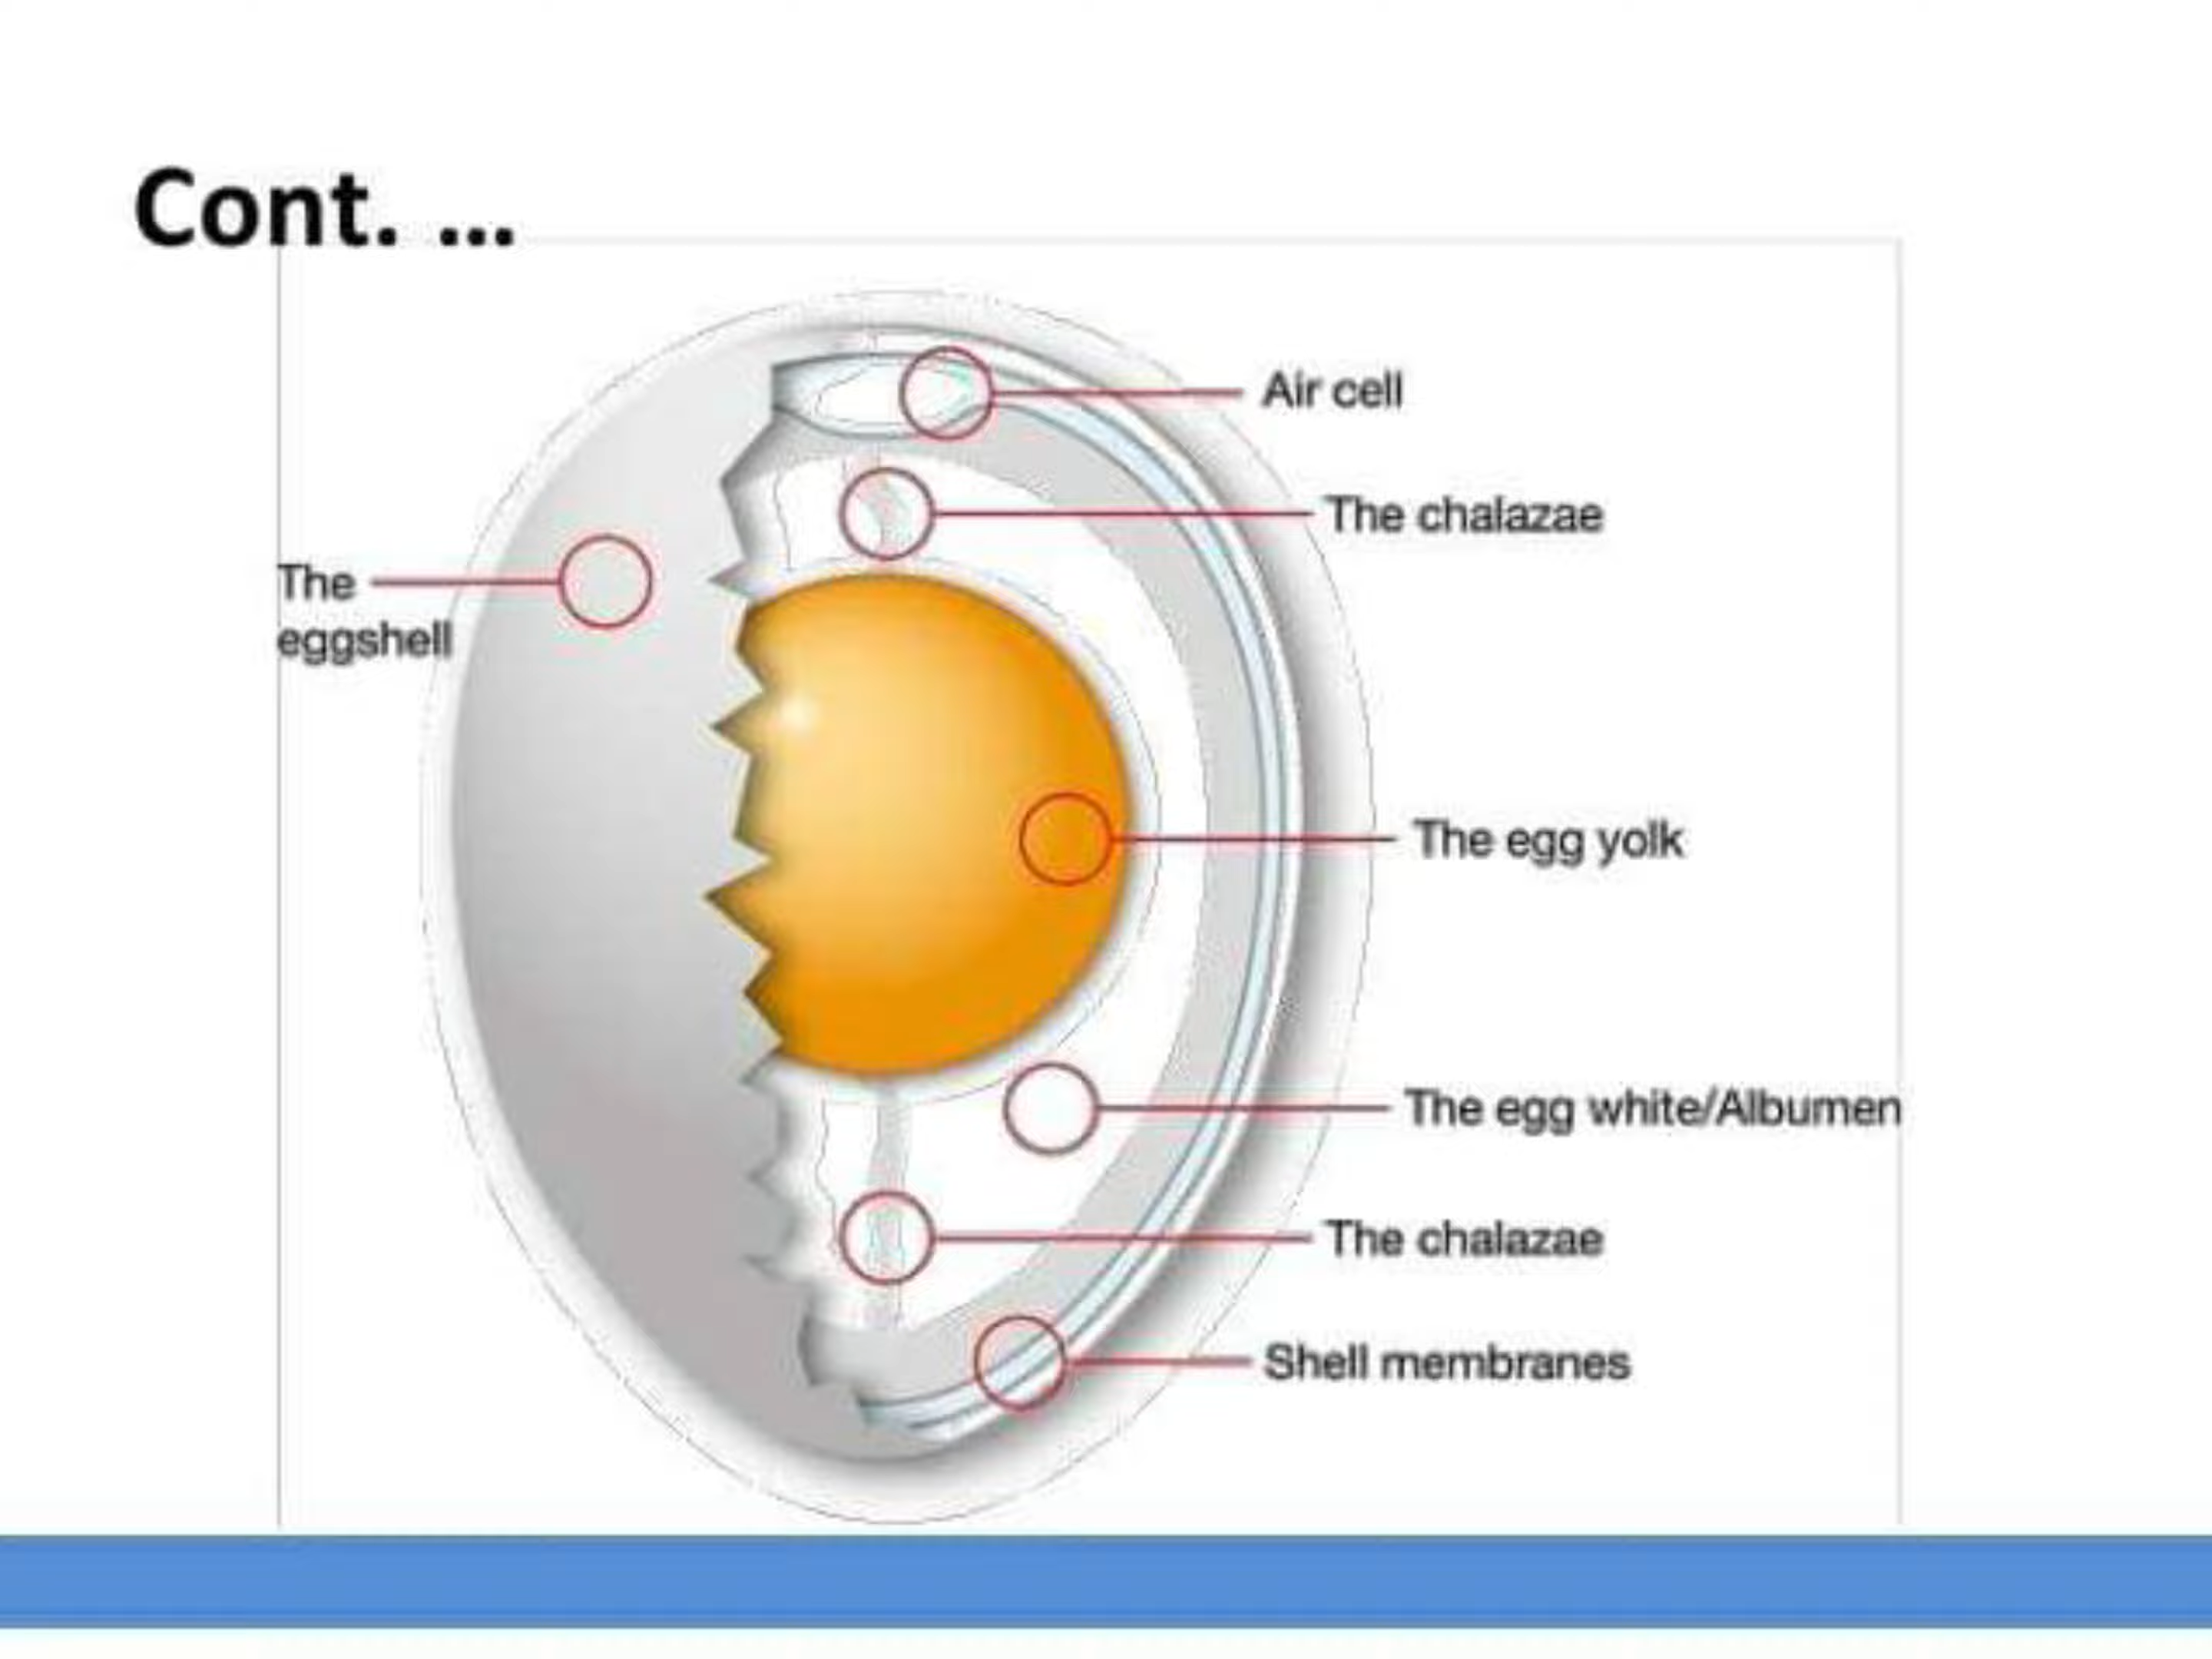 Cont. ...
Air cell
The chalazae
The
eggshell
The egg yolk
The egg white/Albumen
The chalazae
Shell membranes